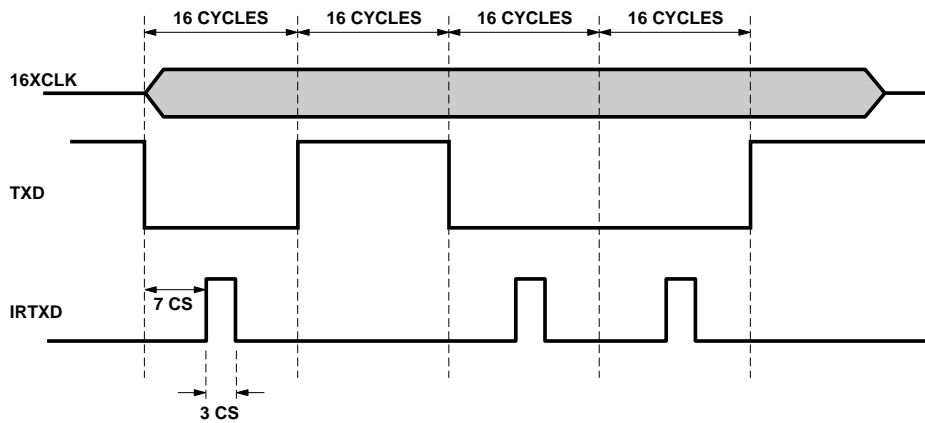 16 CYCLES 16 CYCLES 16 CYCLES 16 CYCLES
16XCLK
TXD
7 CS
IRTXD
3 CS